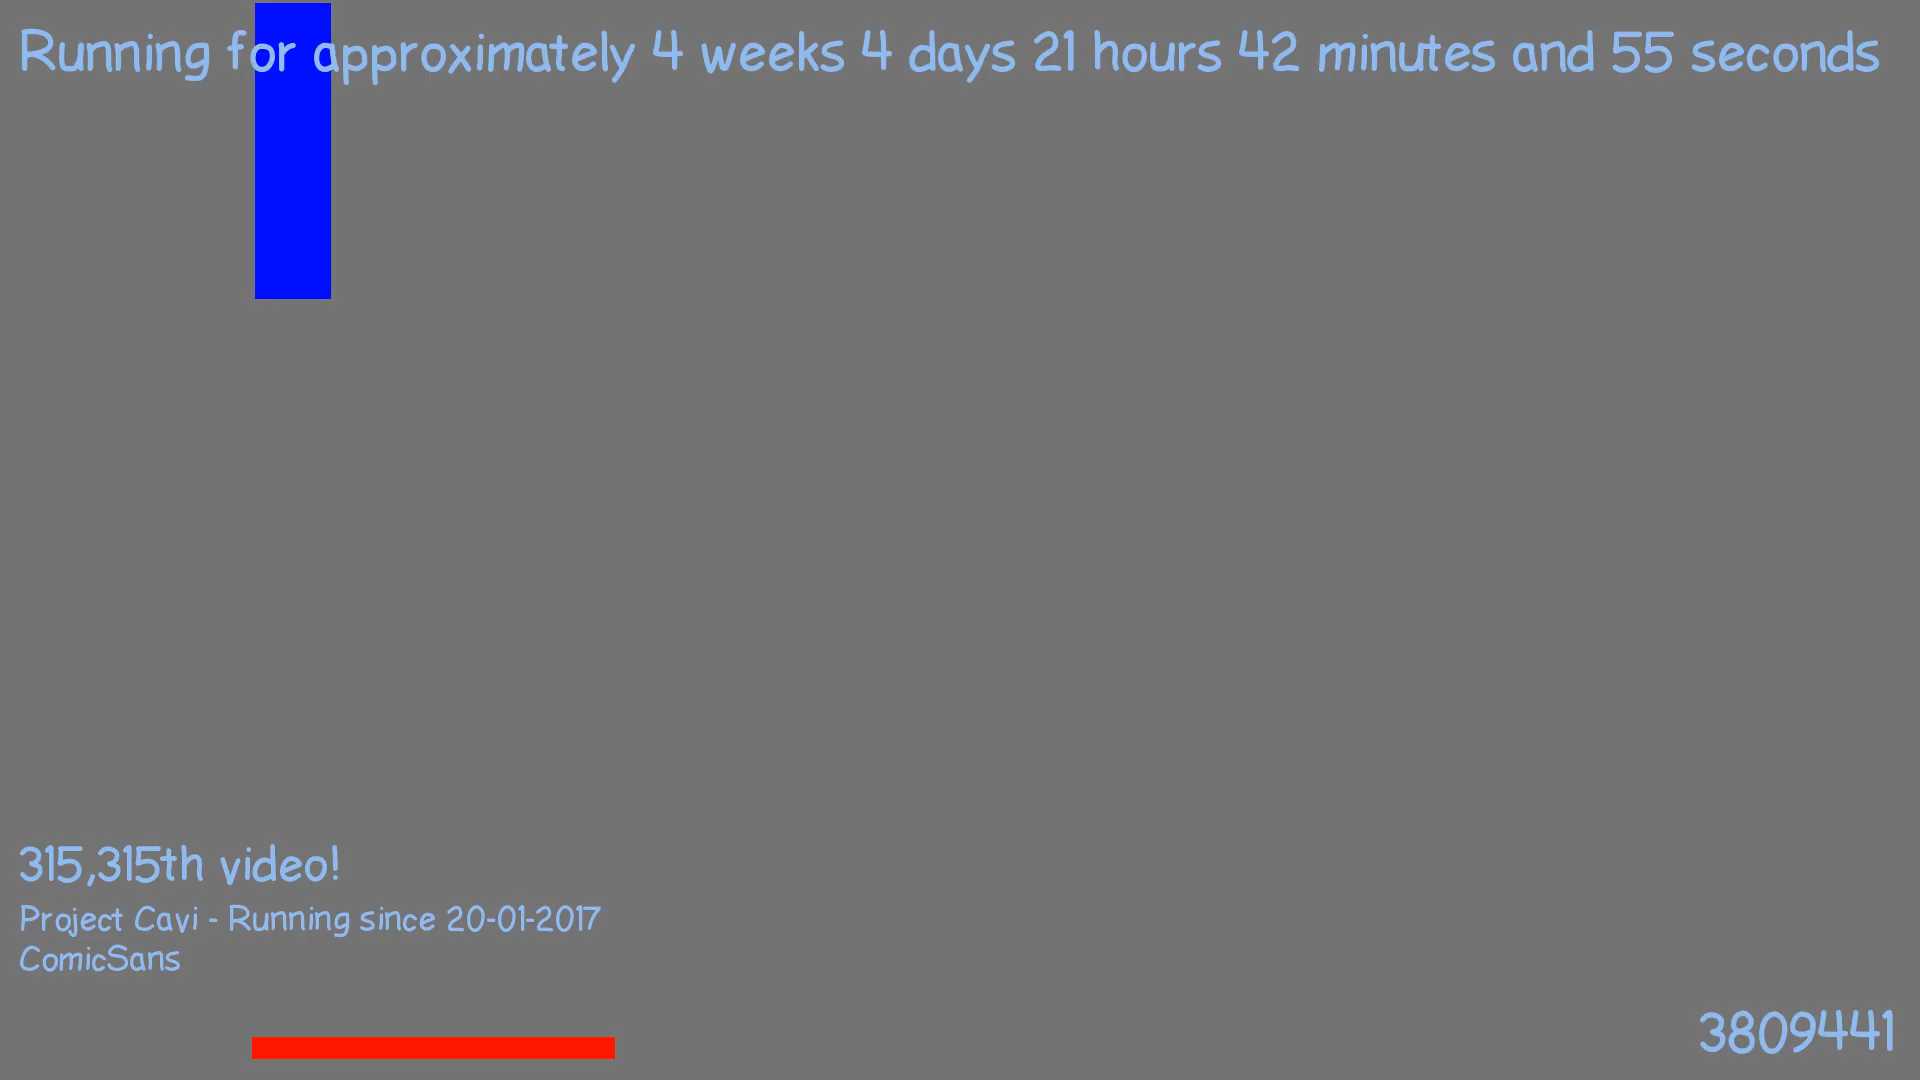 Running for approximately 4 weeks 4 days 21 hours 42 minutes and 55 seconds
315,315th video!
Project Cavi - Running since 20-01-2017
ComicSans
3809441